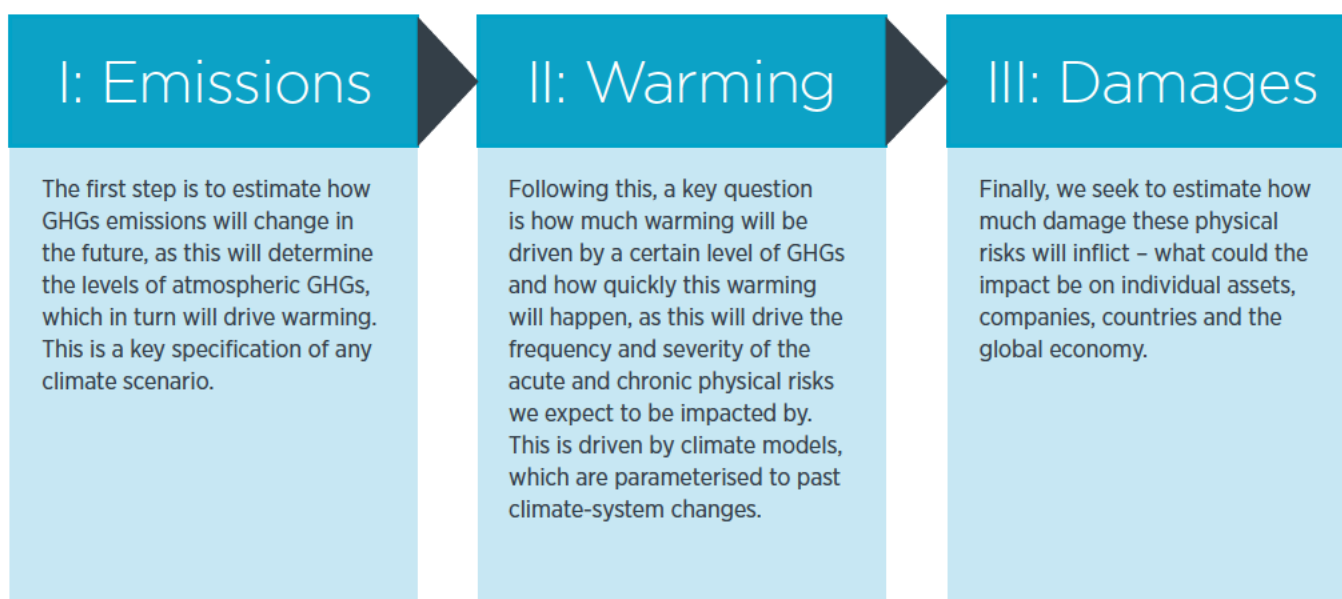 I: Emissions
The first step is to estimate how
GHGs emissions will change in
the future, as this will determine
the levels of atmospheric GHGs,
which in turn will drive warming.
This is a key specification of any
climate scenario.
II: Warming
Following this, a key question
is how much warming will be
driven by a certain level of GHGs
and how quickly this warming
will happen, as this will drive the
frequency and severity of the
acute and chronic physical risks
we expect to be impacted by.
This is driven by climate models,
which are parameterised to past
climate-system changes.
III: Damages
Finally, we seek to estimate how
much damage these physical
risks will inflict – what could the
impact be on individual assets,
companies, countries and the
global economy.